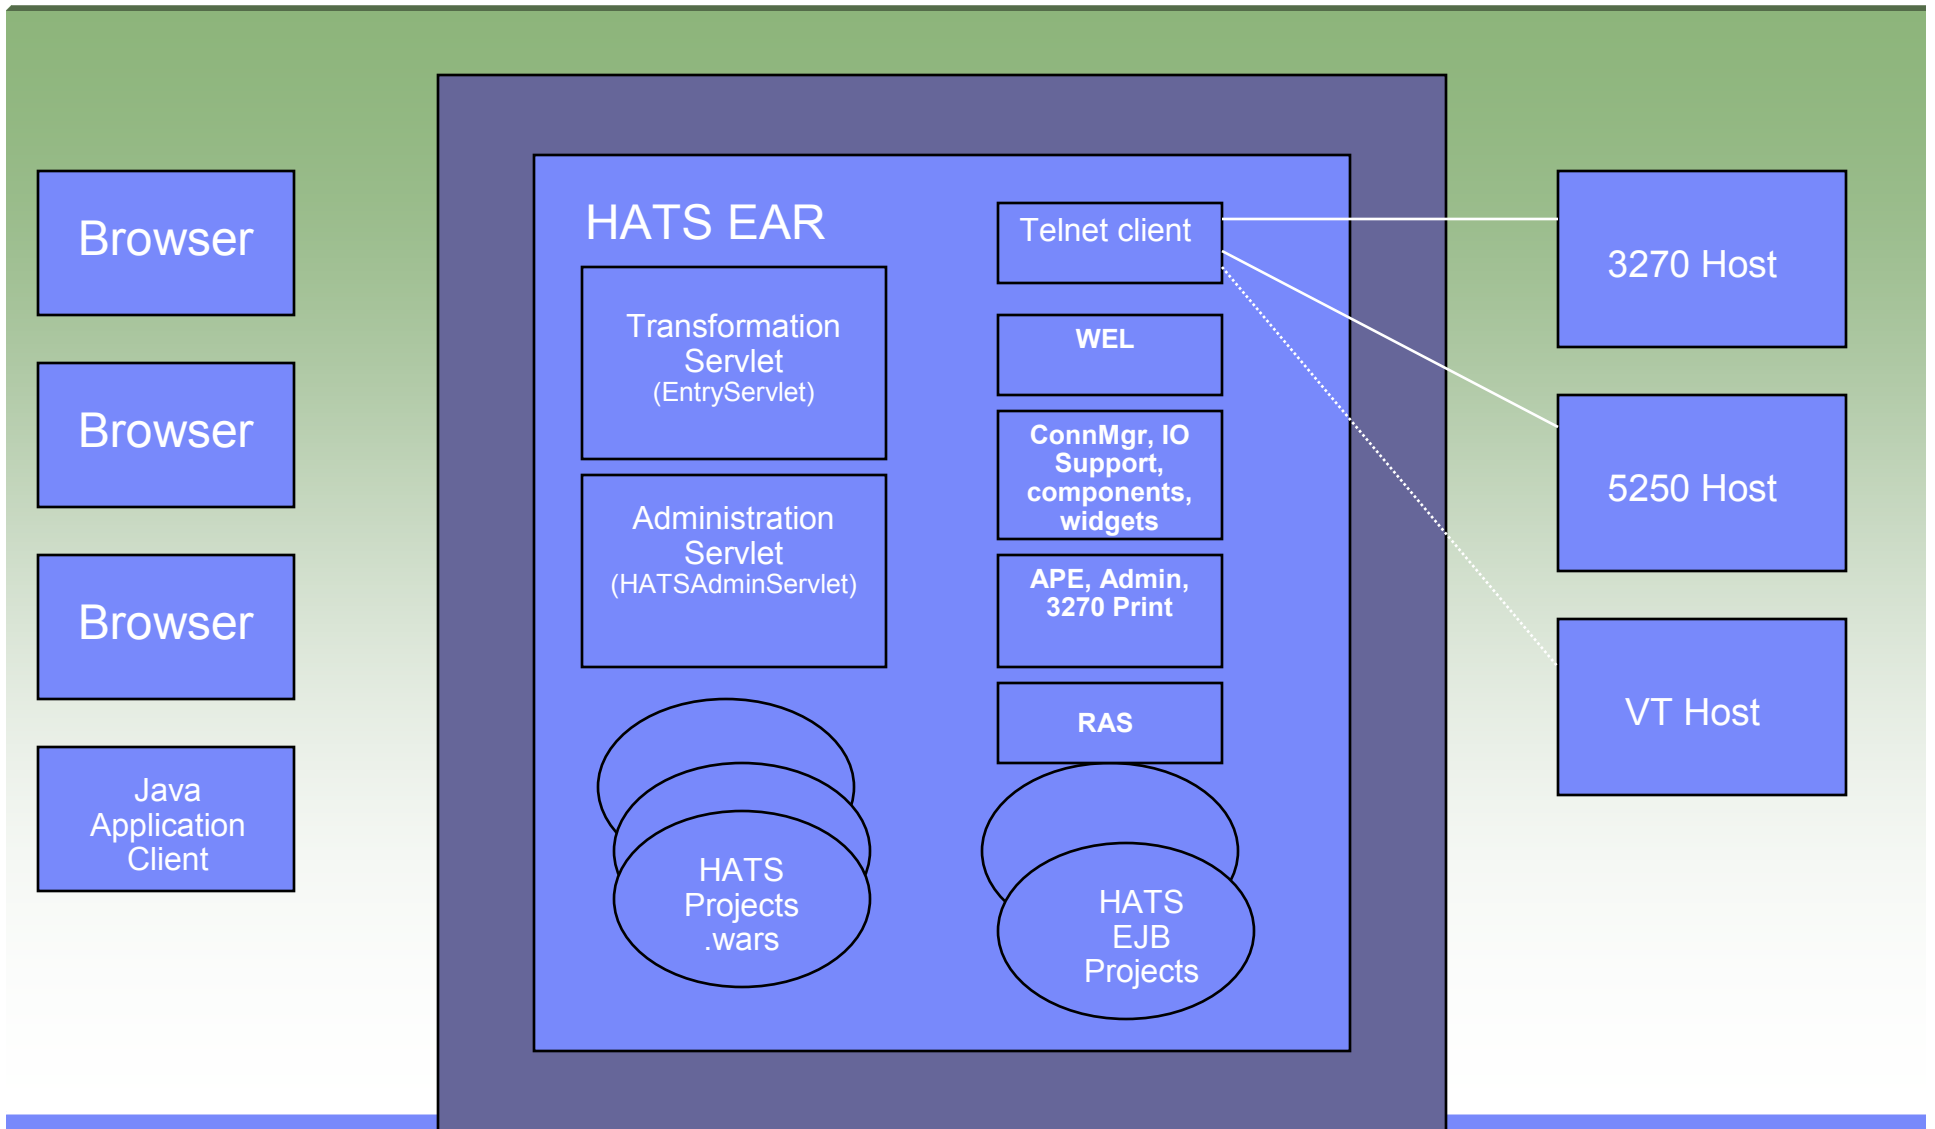 Browser
Browser
Browser
Java
Application
Client
HATS EAR
Transformation
Servlet
(EntryServlet)
Administration
Servlet
(HATSAdminServlet)
HATS
Projects
.wars
Telnet client
WEL
ConnMgr, IO
Support,
components,
widgets
APE, Admin,
3270 Print
RAS
HATS
EJB
Projects
3270 Host
5250 Host
VT Host